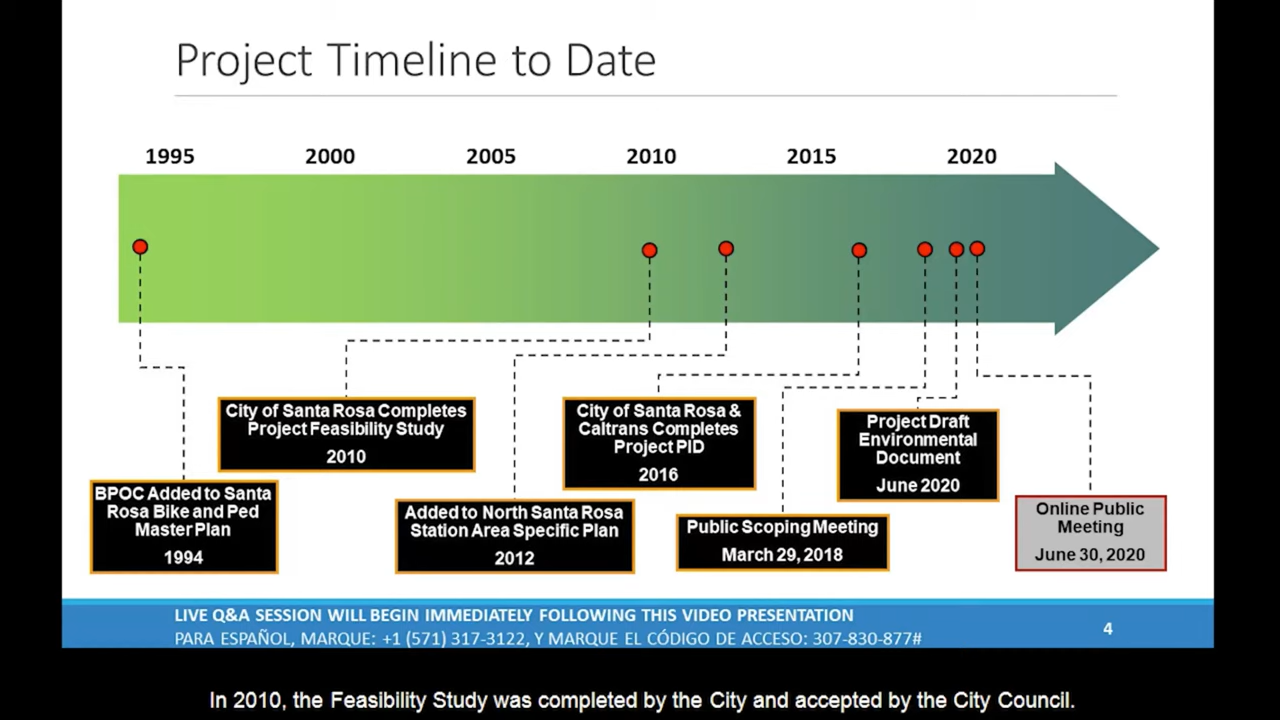 Project Timeline to Date
1995 2000 2005 2010 2015 2020
City of Santa Rosa Completes
Project Feasibility Study
2010
City of Santa Rosa &
Caltrans Completes
Project PID
2016
Project Draft
Environmental
Document
June 2020
BPOC Added to Santa
Rosa Bike and Ped
Master Plan
1994
Added to North Santa Rosa
Station Area Specific Plan
2012
Public Scoping Meeting
March 29, 2018
Online Public
Meeting
June 30, 2020
LIVE Q&A SESSION WILL BEGIN IMMEDIATELY FOLLOWING THIS VIDEO PRESENTATION
PARA ESPAÑOL, MARQUE: +1 (571) 317-3122, Y MARQUE EL CÓDIGO DE ACCESO: 307-830-877#
4
In 2010, the Feasibility Study was completed by the City and accepted by the City Council.